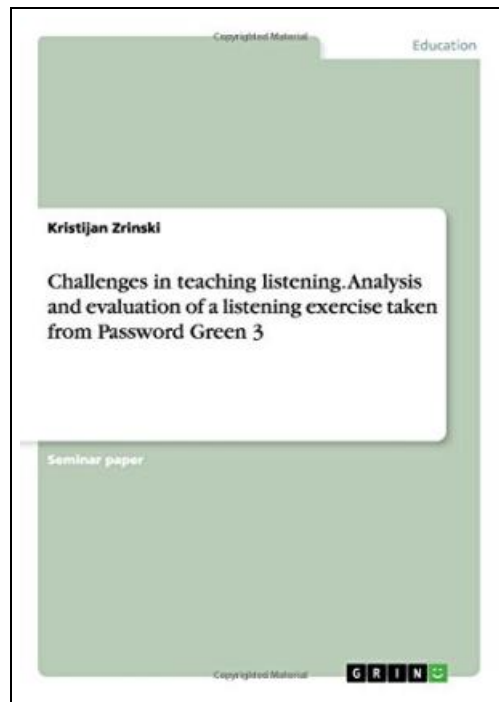 Copyrighted Material
Education
Kristijan Zrinski
Challenges in teaching listening. Analysis
and evaluation of a listening exercise taken
from Password Green 3
Seminar paper
Copyrighted Material
GRIN